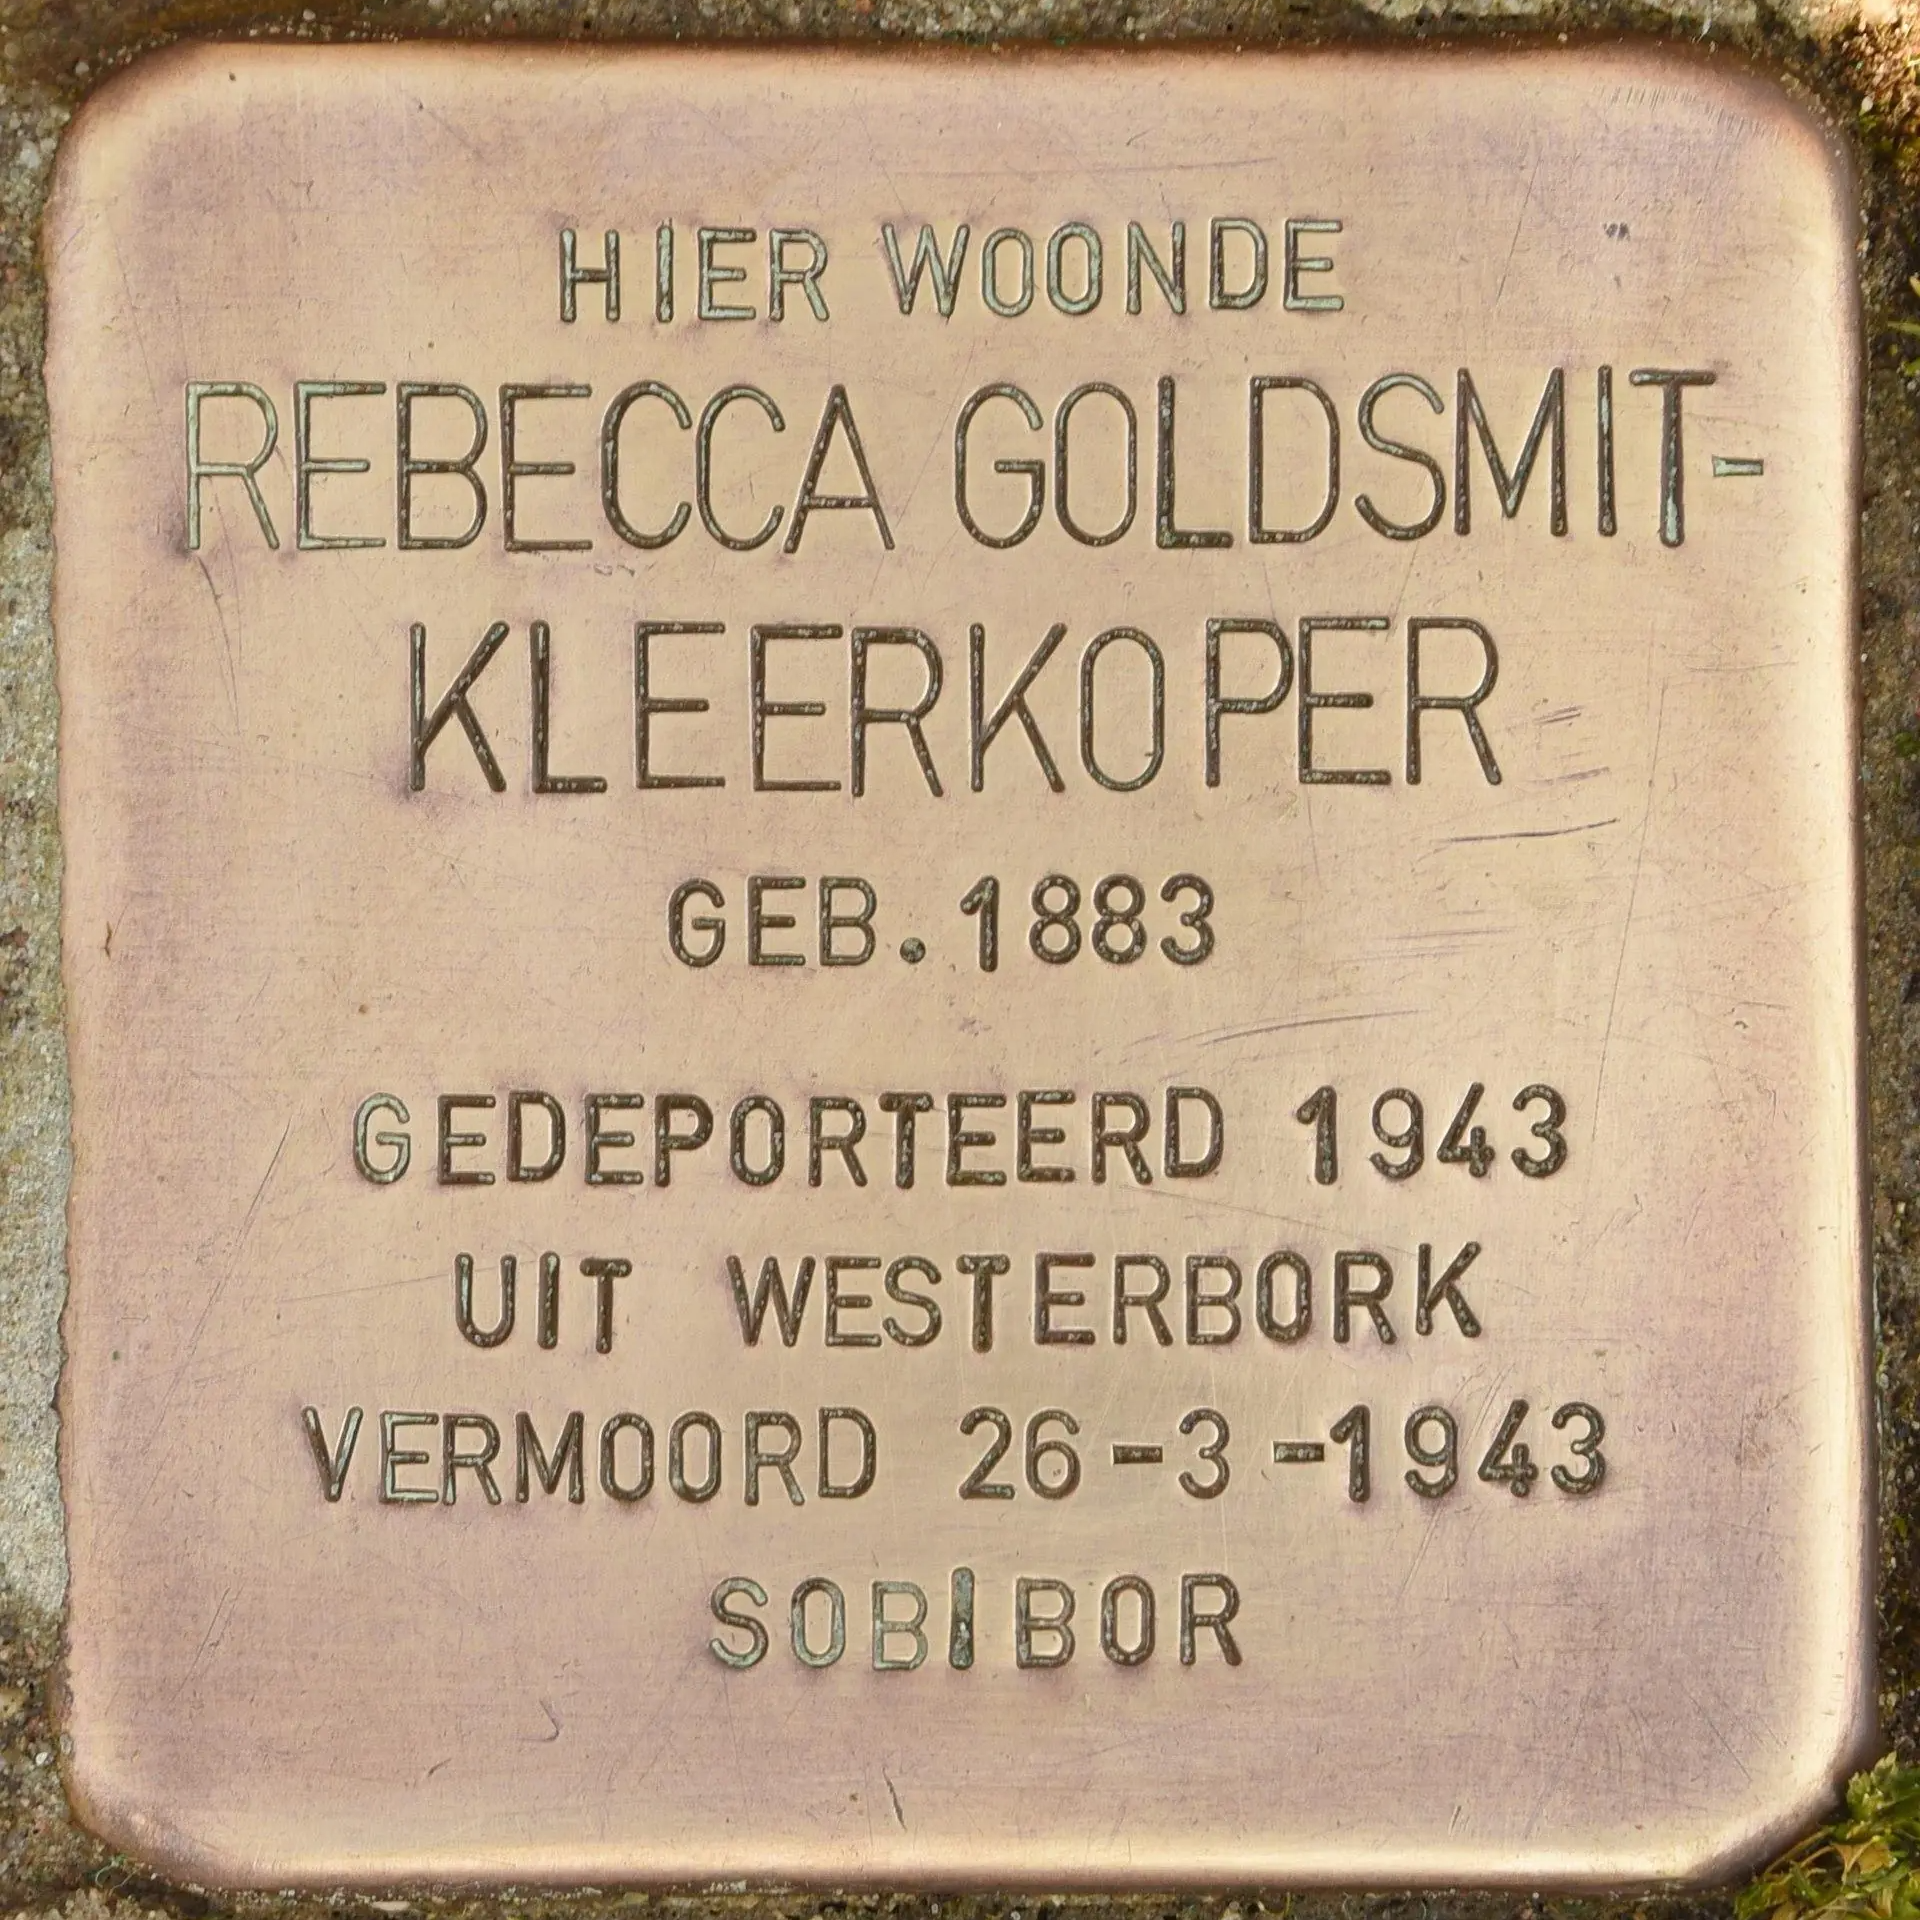 HIER WOONDE
REBECCA GOLDSMIT-
KLEERKOPER
GEB. 1883
GEDEPORTEERD 1943
UIT WESTERBORK
VERMOORD 26-3-1943
SOBIBOR